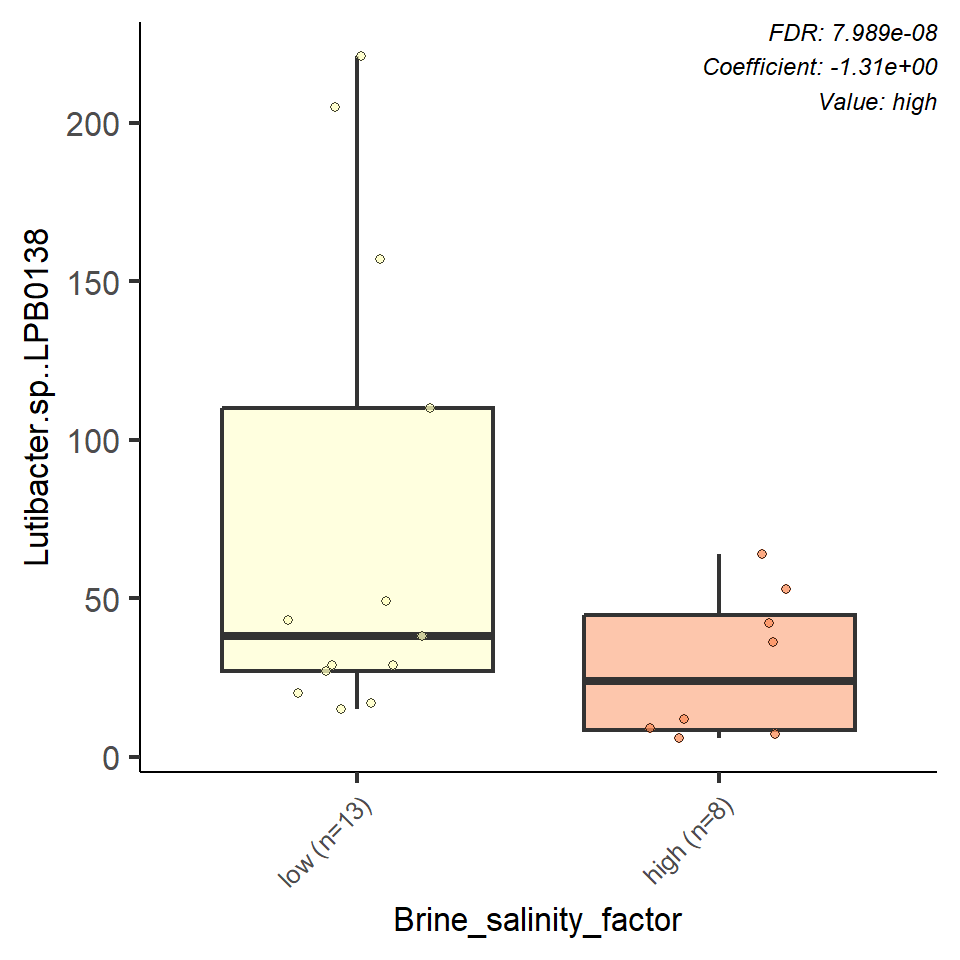 FDR: 7.989e-08
Coefficient: -1.31e+00
Value: high
200
150
100
50
0
Lutibacter.sp..LPB0138
low (n=13)
high (n=8)
Brine_salinity_factor